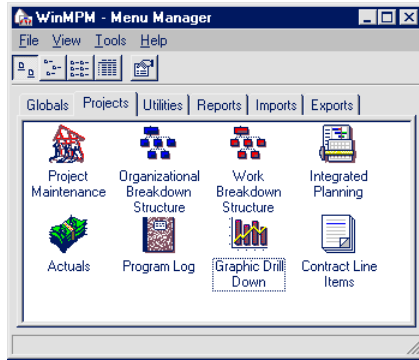 WinMPM - Menu Manager
File View Tools Help
Globals Projects Utilities Reports Imports Exports
Project Organizational Work Integrated
Maintenance Breakdown Breakdown Planning
Structure Structure
Actuals Program Log Graphic Drill Contract Line
Down Items